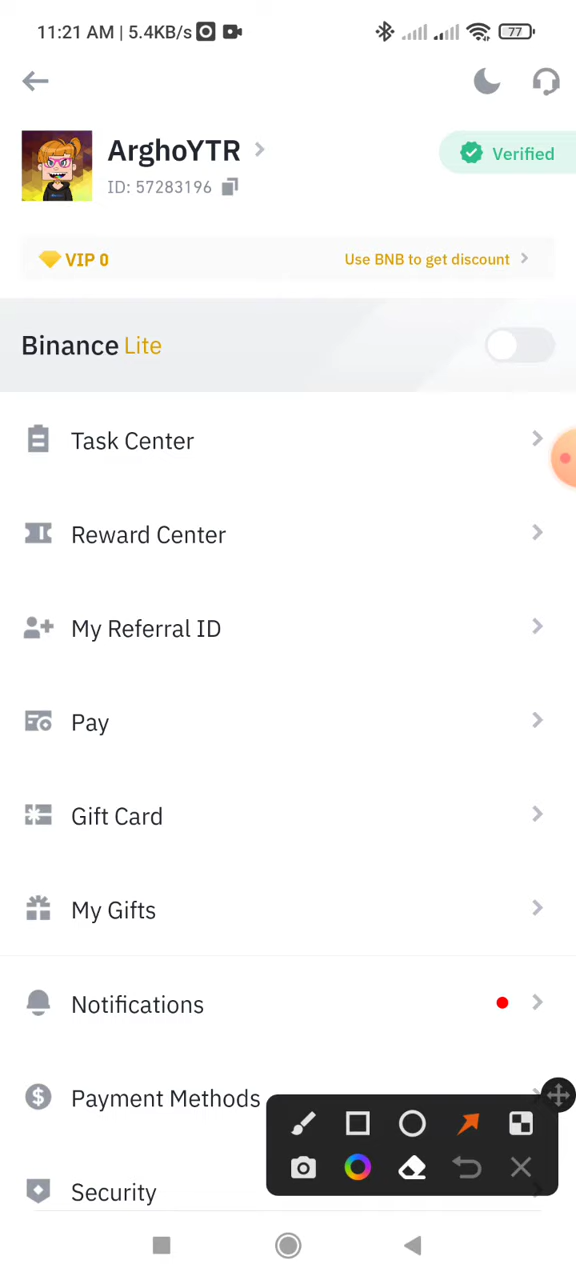 11:21 AM | 5.4KB/s
77
ArghoYTR
ID: 57283196
Verified
VIP 0
Use BNB to get discount
Binance Lite
Task Center
Reward Center
My Referral ID
Pay
Gift Card
My Gifts
Notifications
Payment Methods
Security